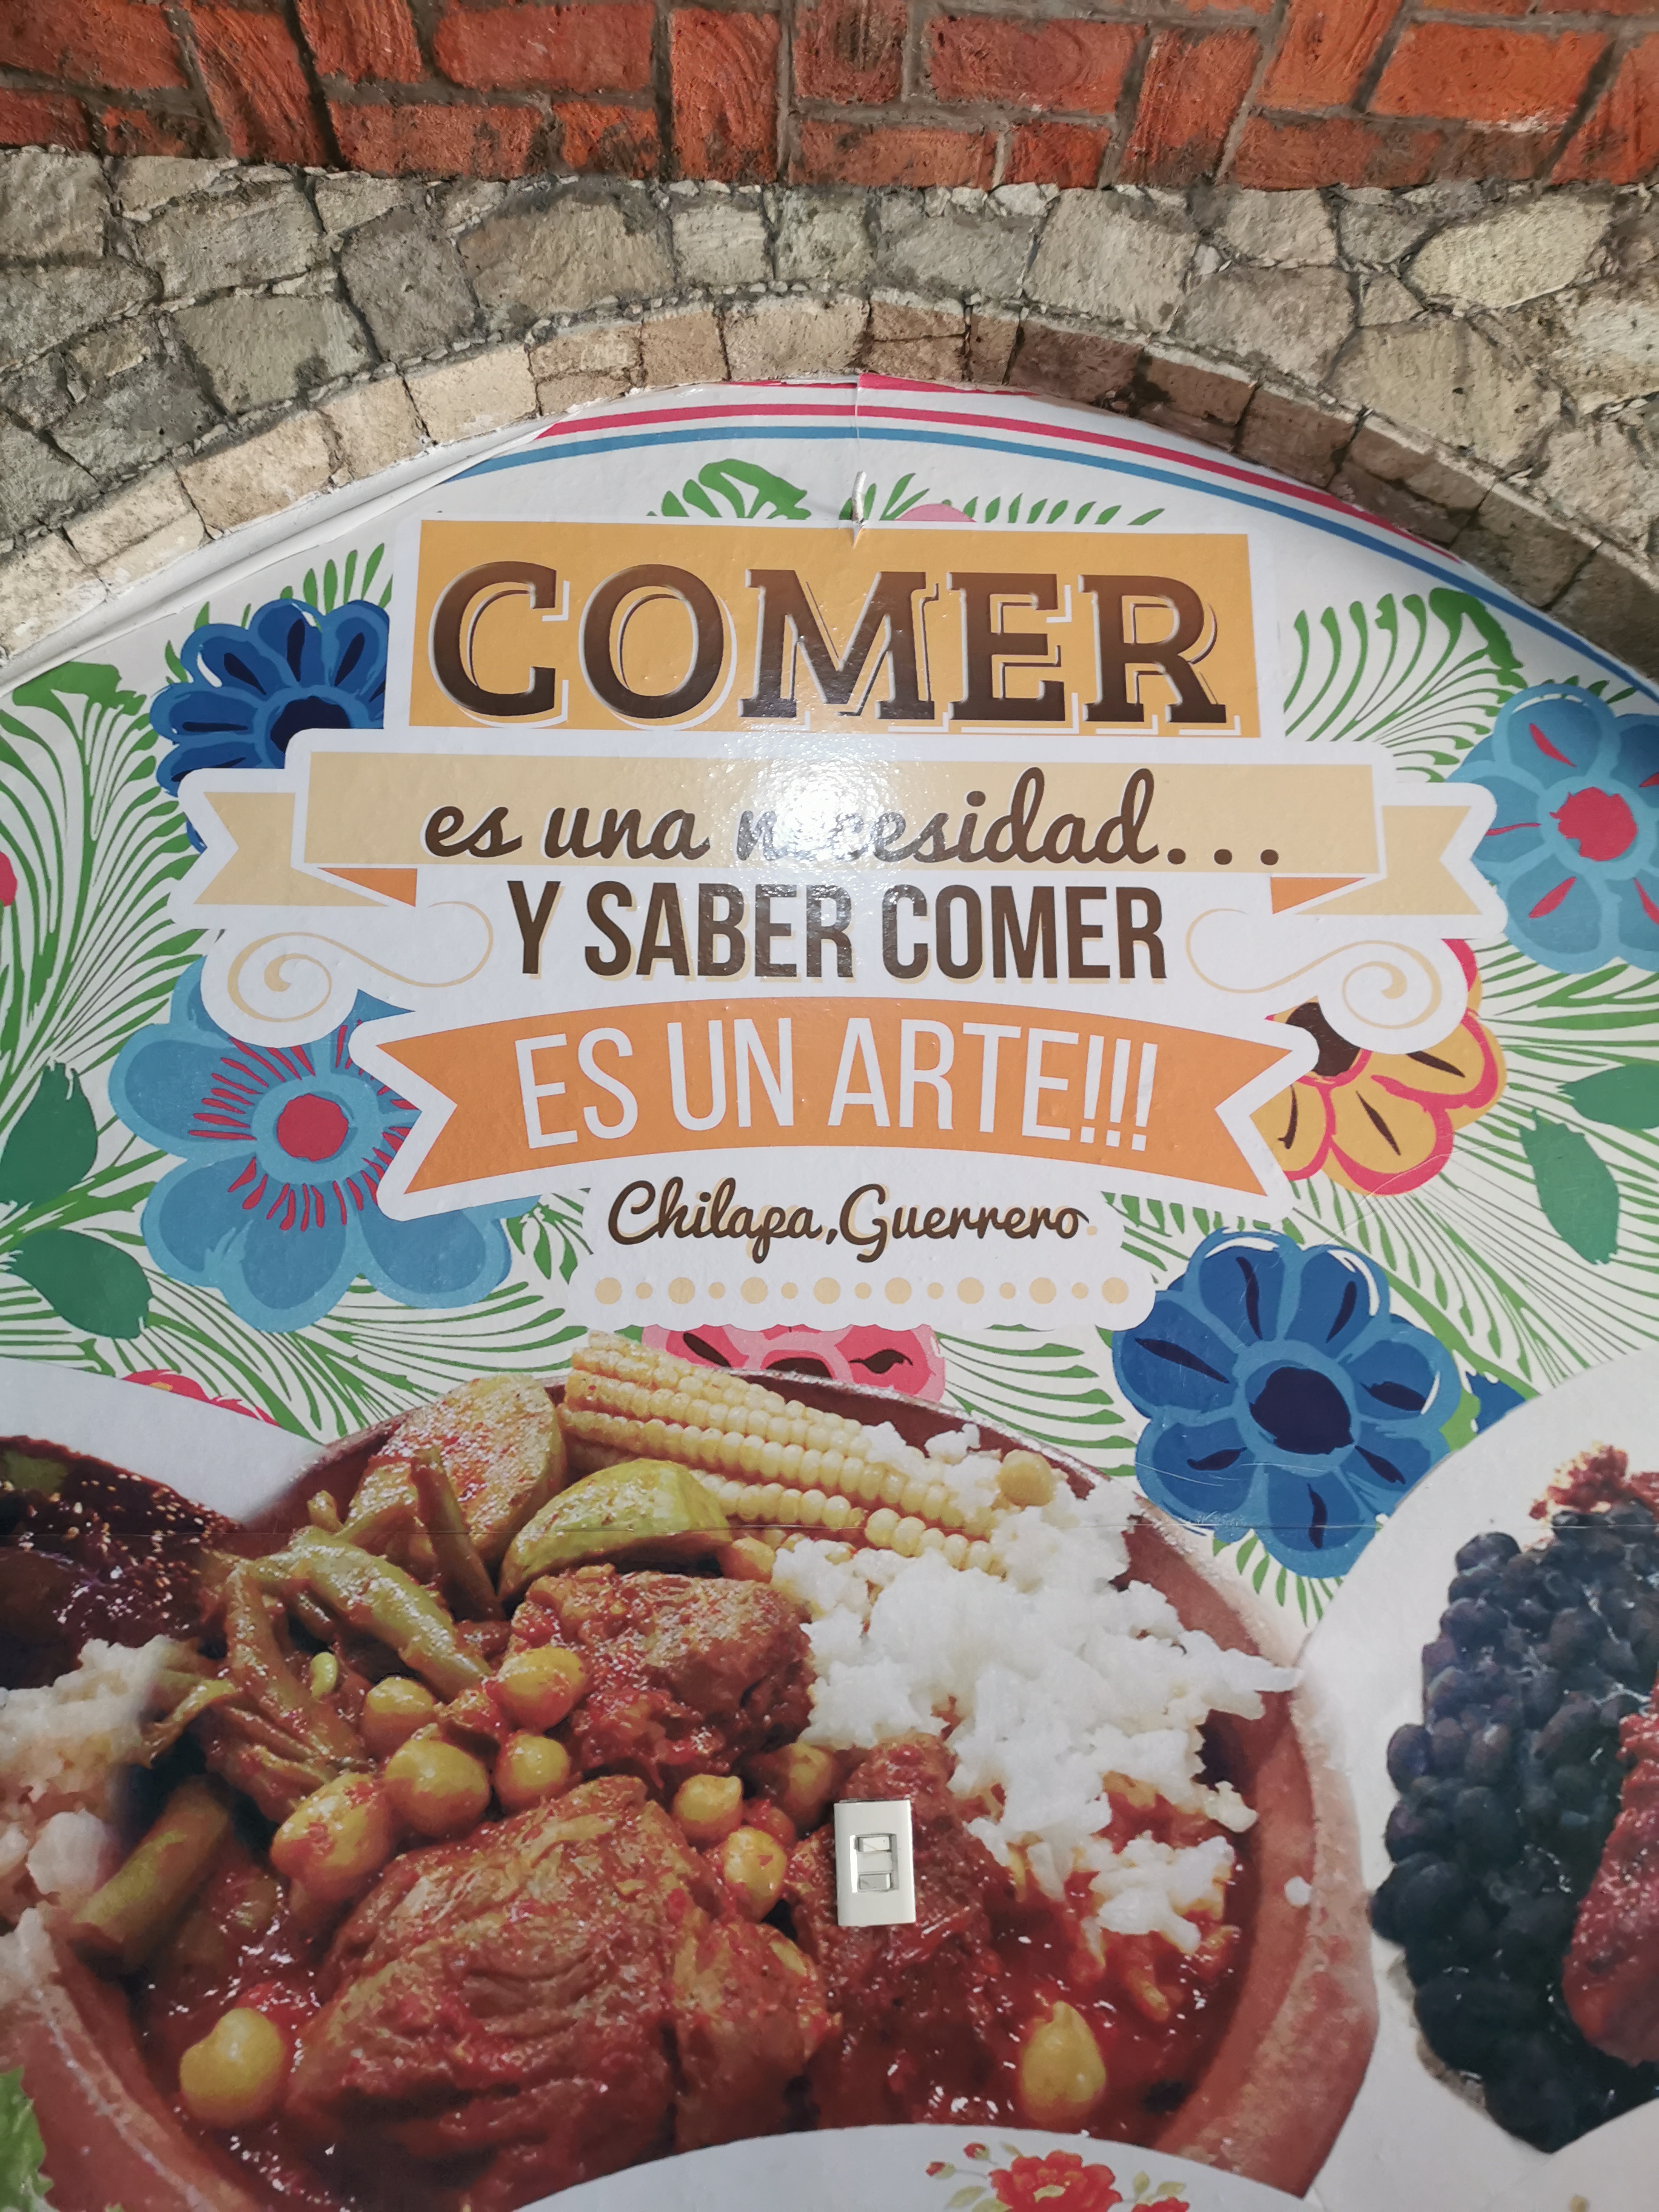 COMER
es una necesidad...
Y SABER COMER
ES UN ARTE!!!
Chilapa, Guerrero